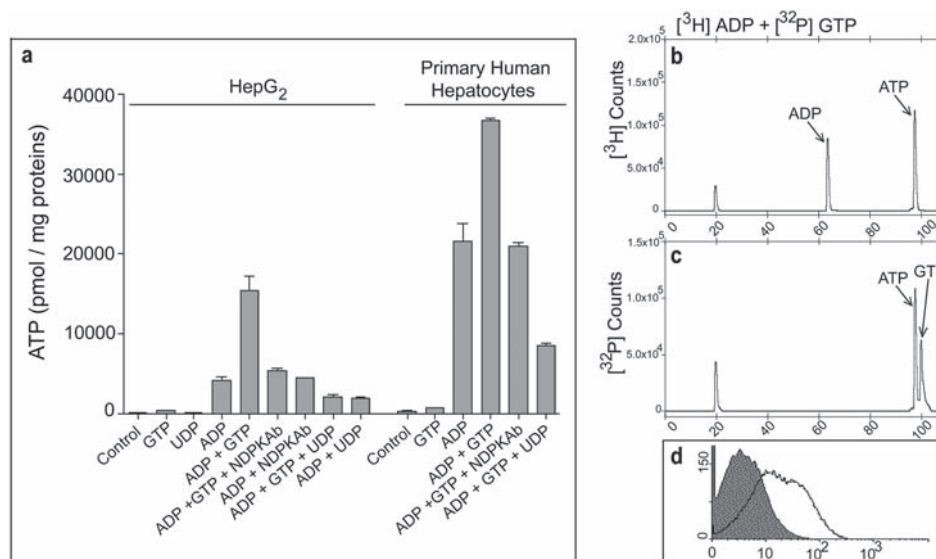 a
HepG2
Primary Human
Hepatocytes
ATP (pmol / mg proteins)
40000
30000
20000
10000
0
Control
GTP
UDP
ADP
ADP + GTP
ADP +GTP + NDPKAb
ADP + NDPKAb
ADP + GTP + UDP
ADP + UDP
Control
GTP
ADP
ADP + GTP
ADP +GTP + NDPKAb
ADP + GTP + UDP
[³H] ADP + [³²P] GTP
b
[³H] Counts
2.0x10⁵
1.5x10⁵
1.0x10⁵
5.0x10⁴
0
ADP
ATP
0 20 40 60 80 100
c
[³²P] Counts
1.5x10⁵
1.0x10⁵
5.0x10⁴
0
ATP
GT
0 20 40 60 80 100
d
150
0
0 10 10² 10³